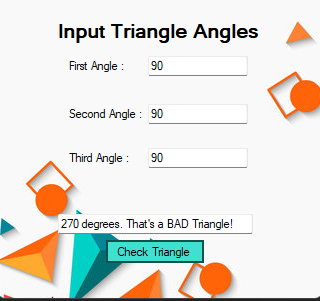 Input Triangle Angles
First Angle : 90
Second Angle : 90
Third Angle : 90
270 degrees. That's a BAD Triangle!
Check Triangle